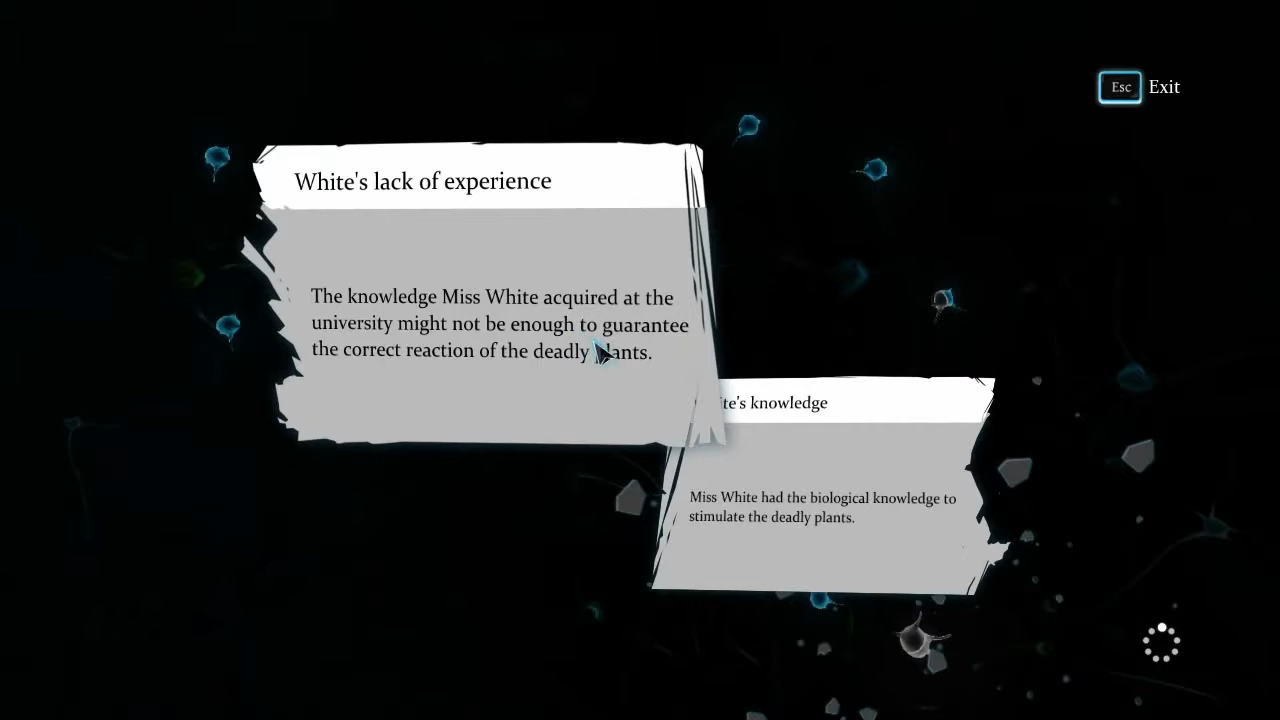 Esc Exit
White's lack of experience
The knowledge Miss White acquired at the
university might not be enough to guarantee
the correct reaction of the deadly
knowledge
Miss White had the biological knowledge to
stimulate the deadly plants.